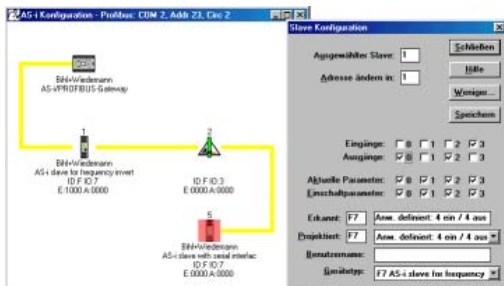 AS-i Konfiguration - Profibus: COM 2, Addr 23, Circ 2
Bihl+Wiedemann
AS-i/PROFIBUS-Gateway
1
Bihl+Wiedemann
AS-i slave for frequency invert
ID:F IO:7
E:1000 A:0000
2
ID:F IO:3
E:0000 A:0000
5
Bihl+Wiedemann
AS-i slave with serial interfac
ID:F IO:7
E:0000 A:0000
Slave Konfiguration
Ausgewählter Slave: 1
Adresse ändern in: 1
Schließen
Hilfe
Weniger...
Speichern
Eingänge: 0 1 2 3
Ausgänge: 0 1 2 3
Aktuelle Parameter: 0 1 2 3
Einschaltparameter: 0 1 2 3
Erkannt: F7 Anw. definiert: 4 ein / 4 aus
Projektiert: F7 Anw. definiert: 4 ein / 4 aus
Benutzername:
Gerätetyp: F7 AS-i slave for frequency